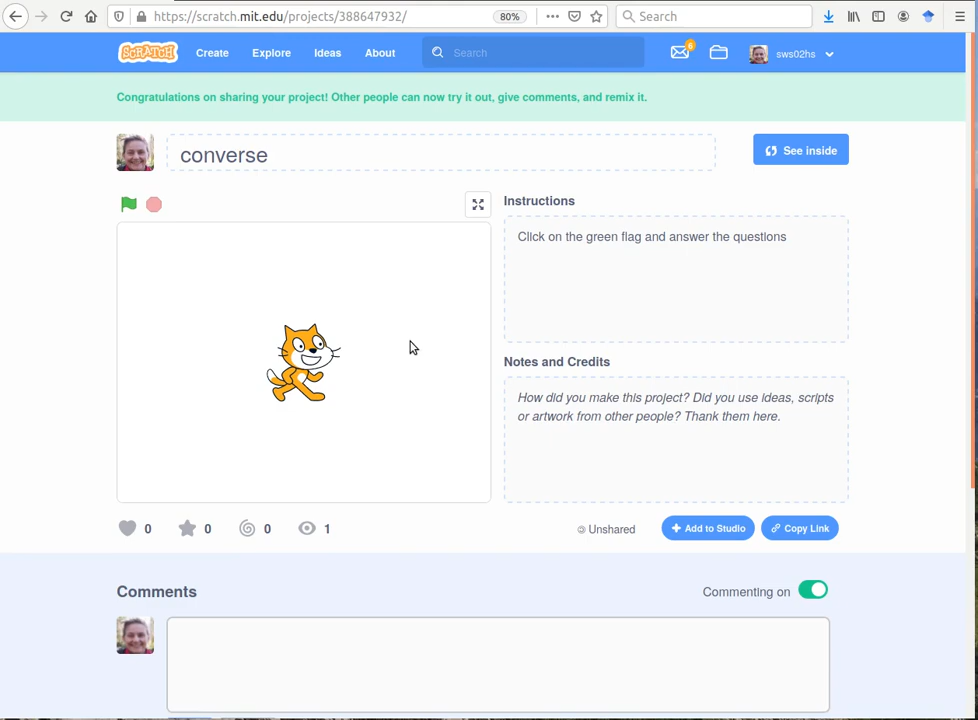 https://scratch.mit.edu/projects/388647932/
80%
Search
SCRATCH
Create
Explore
Ideas
About
Search
6
sws02hs
Congratulations on sharing your project! Other people can now try it out, give comments, and remix it.
converse
See inside
Instructions
Click on the green flag and answer the questions
Notes and Credits
How did you make this project? Did you use ideas, scripts
or artwork from other people? Thank them here.
0
0
0
1
Unshared
Add to Studio
Copy Link
Comments
Commenting on